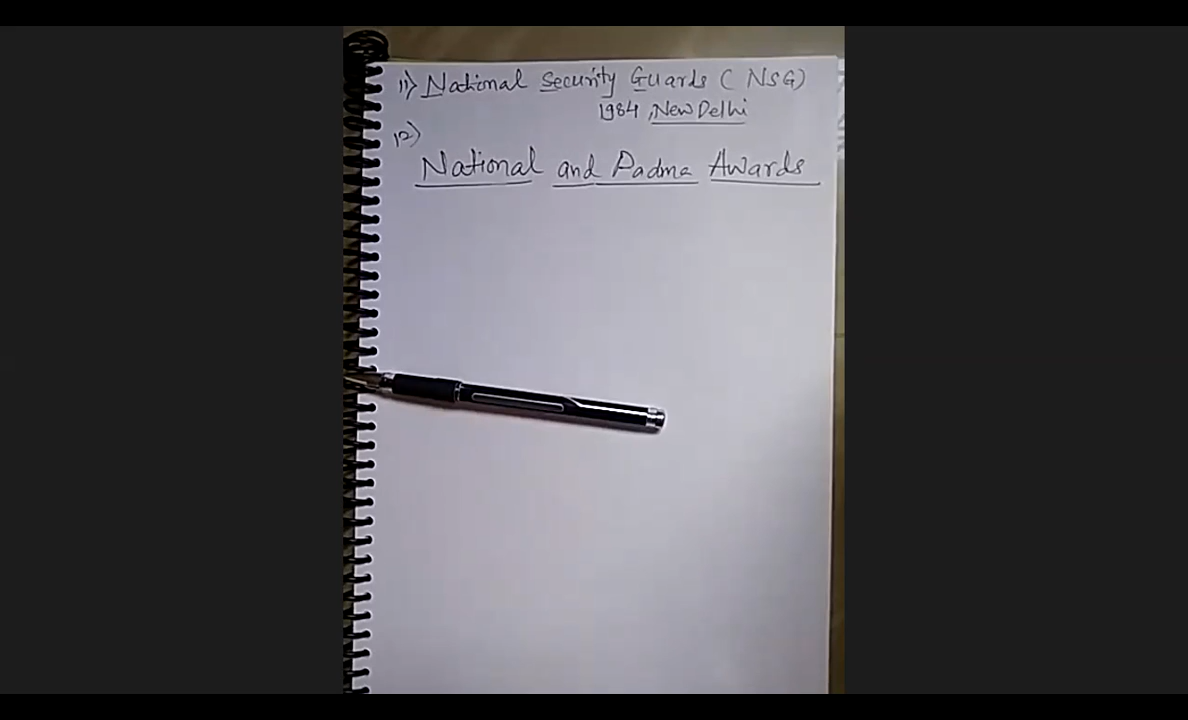 11) National Security Guards (NSG)
1984, New Delhi
12)
National and Padma Awards